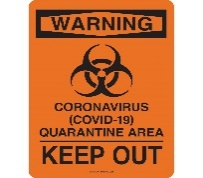 WARNING
CORONAVIRUS
(COVID-19)
QUARANTINE AREA
KEEP OUT